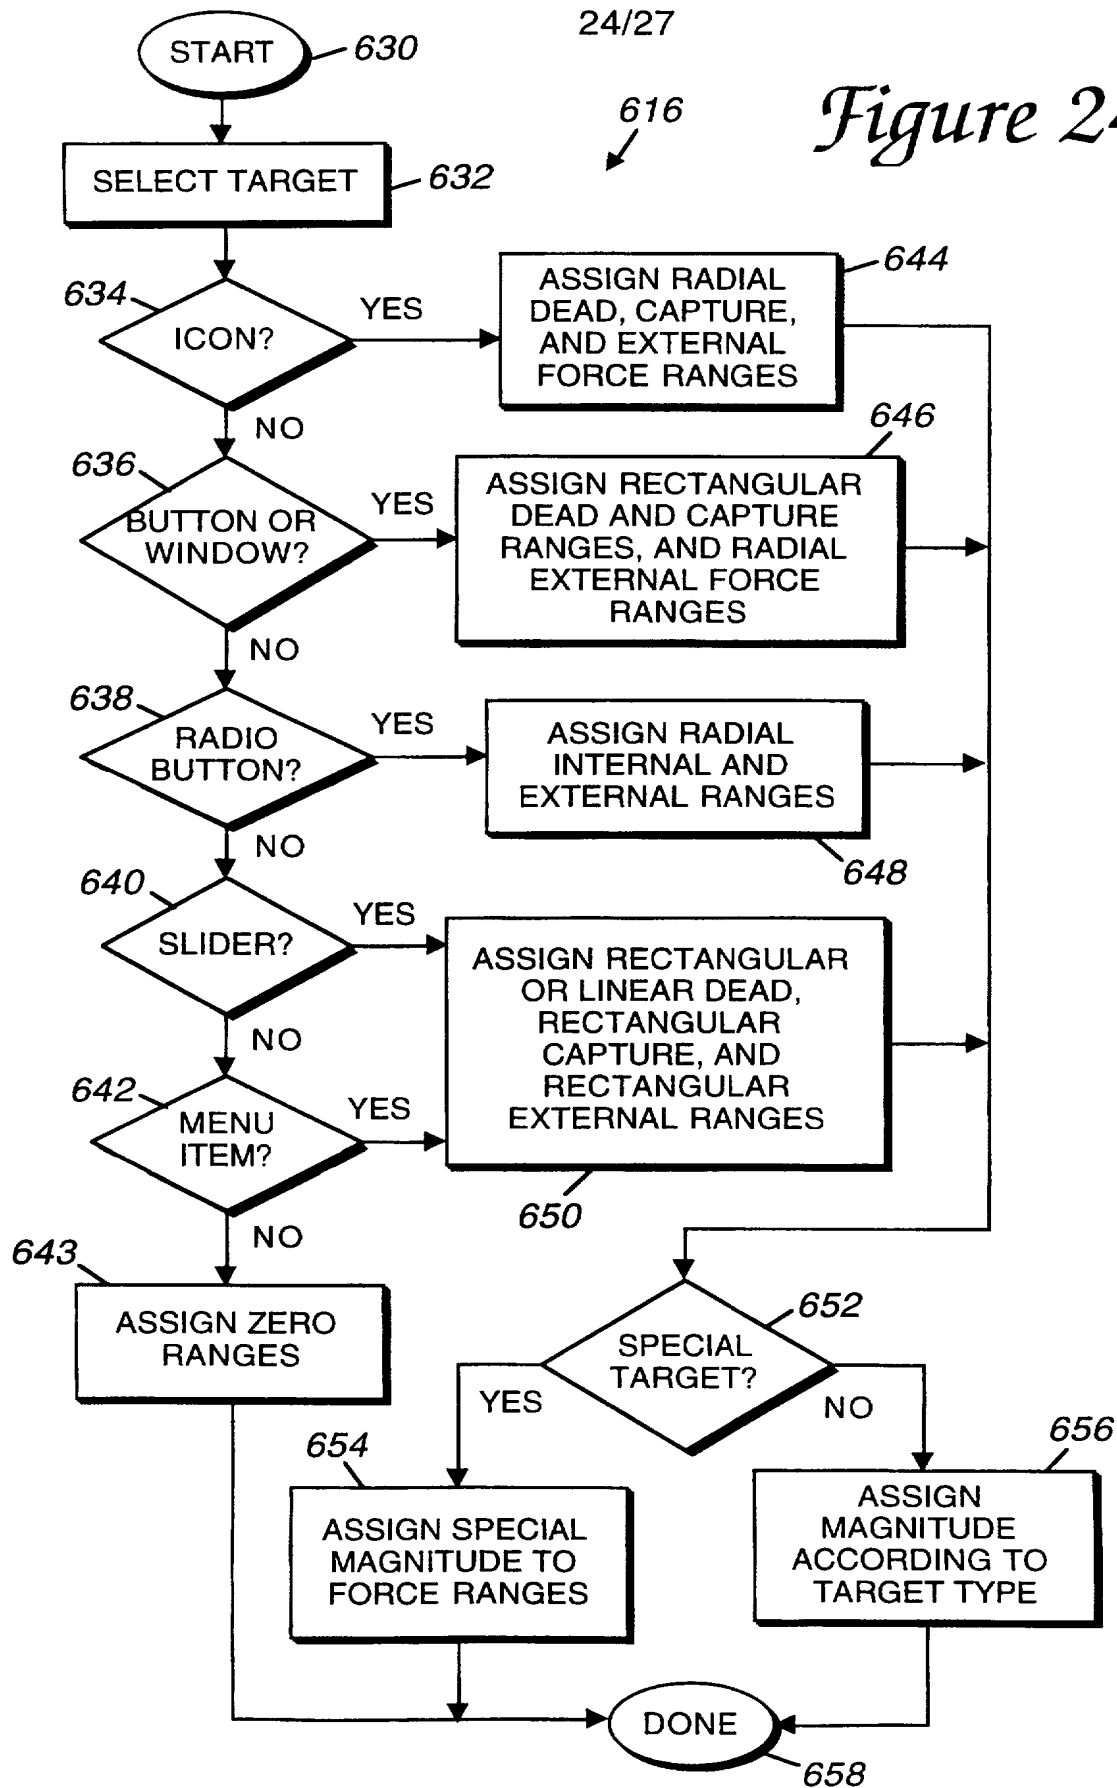 24/27
START
630
616
Figure 24
SELECT TARGET
632
634
ICON?
YES
NO
ASSIGN RADIAL
DEAD, CAPTURE,
AND EXTERNAL
FORCE RANGES
644
636
BUTTON OR
WINDOW?
YES
NO
646
ASSIGN RECTANGULAR
DEAD AND CAPTURE
RANGES, AND RADIAL
EXTERNAL FORCE
RANGES
638
RADIO
BUTTON?
YES
NO
ASSIGN RADIAL
INTERNAL AND
EXTERNAL RANGES
648
640
SLIDER?
YES
NO
ASSIGN RECTANGULAR
OR LINEAR DEAD,
RECTANGULAR
CAPTURE, AND
RECTANGULAR
EXTERNAL RANGES
650
642
MENU
ITEM?
YES
NO
643
ASSIGN ZERO
RANGES
652
SPECIAL
TARGET?
YES
NO
654
ASSIGN SPECIAL
MAGNITUDE TO
FORCE RANGES
656
ASSIGN
MAGNITUDE
ACCORDING TO
TARGET TYPE
DONE
658